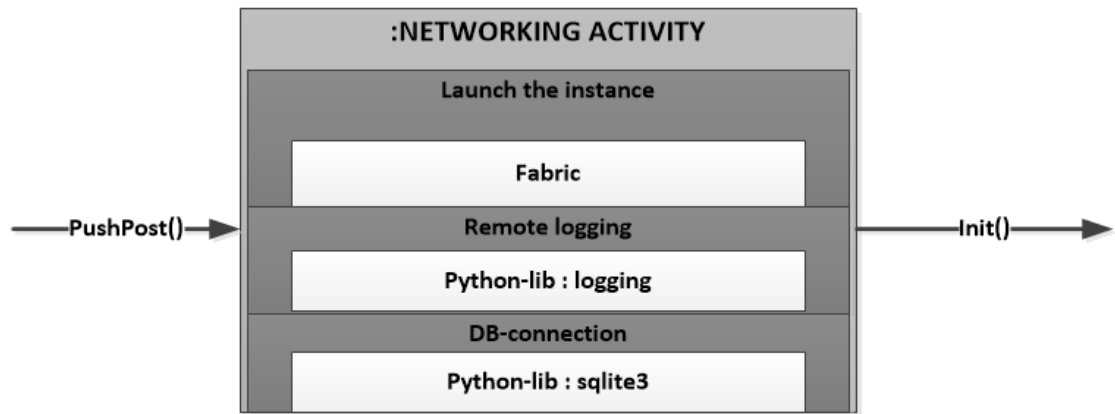 :NETWORKING ACTIVITY
Launch the instance
Fabric
PushPost()
Remote logging
Init()
Python-lib : logging
DB-connection
Python-lib : sqlite3